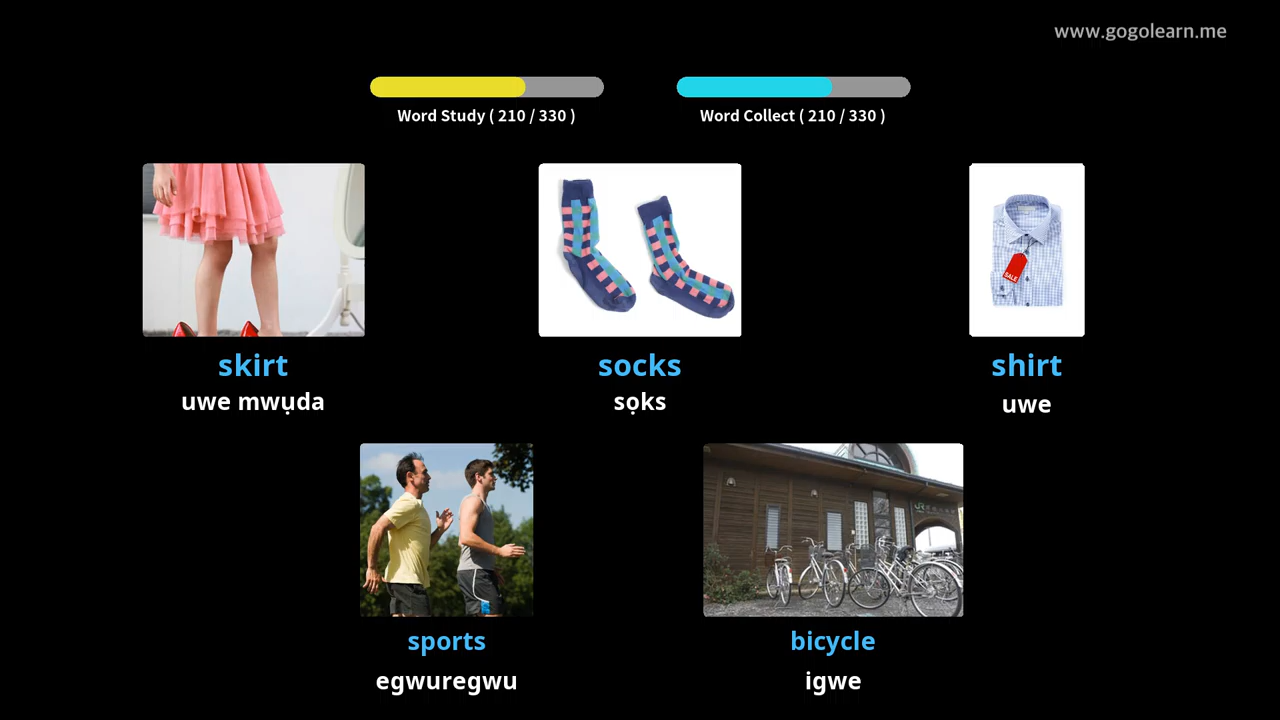 www.gogolearn.me
Word Study ( 210 / 330 )
Word Collect ( 210 / 330 )
SALE
skirt
socks
shirt
uwe mwụda
sọks
uwe
sports
bicycle
egwuregwu
igwe